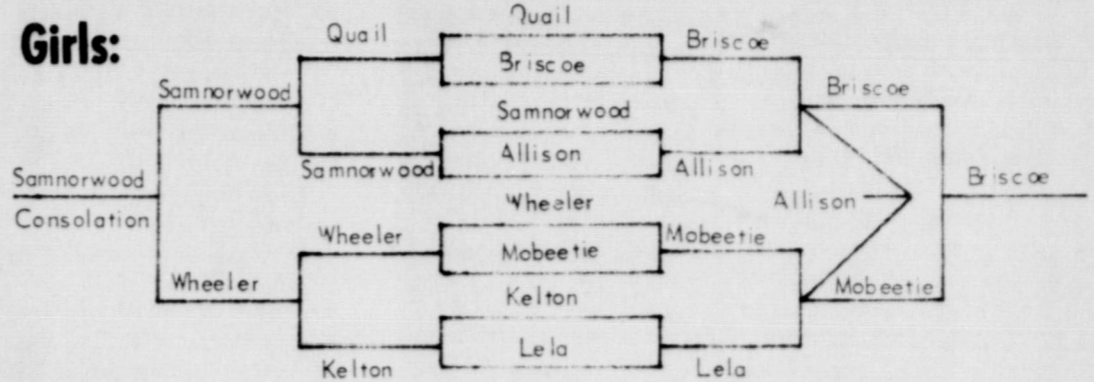 Girls:
Quail
Quail
Briscoe
Briscoe
Samnorwood
Briscoe
Samnorwood
Samnorwood
Allison
Allison
Samnorwood
Consolation
Wheeler
Allison
Briscoe
Wheeler
Mobeetie
Mobeetie
Wheeler
Kelton
Mobeetie
Kelton
Lela
Lela